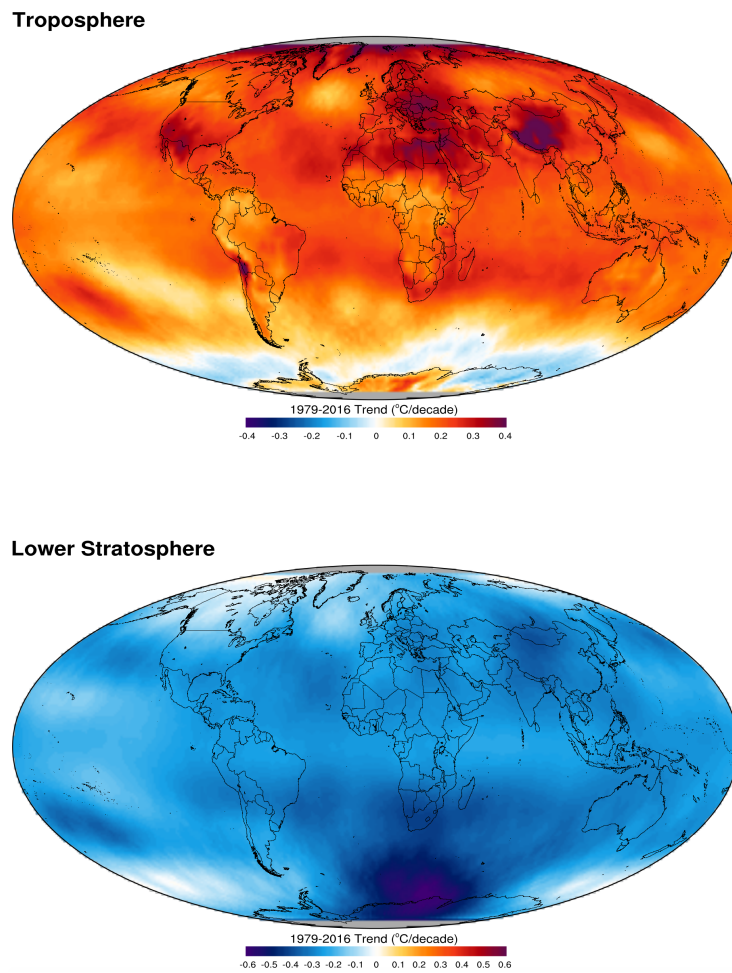 Troposphere
1979-2016 Trend (°C/decade)
-0.4 -0.3 -0.2 -0.1 0 0.1 0.2 0.3 0.4
Lower Stratosphere
1979-2016 Trend (°C/decade)
-0.6 -0.5 -0.4 -0.3 -0.2 -0.1 0 0.1 0.2 0.3 0.4 0.5 0.6